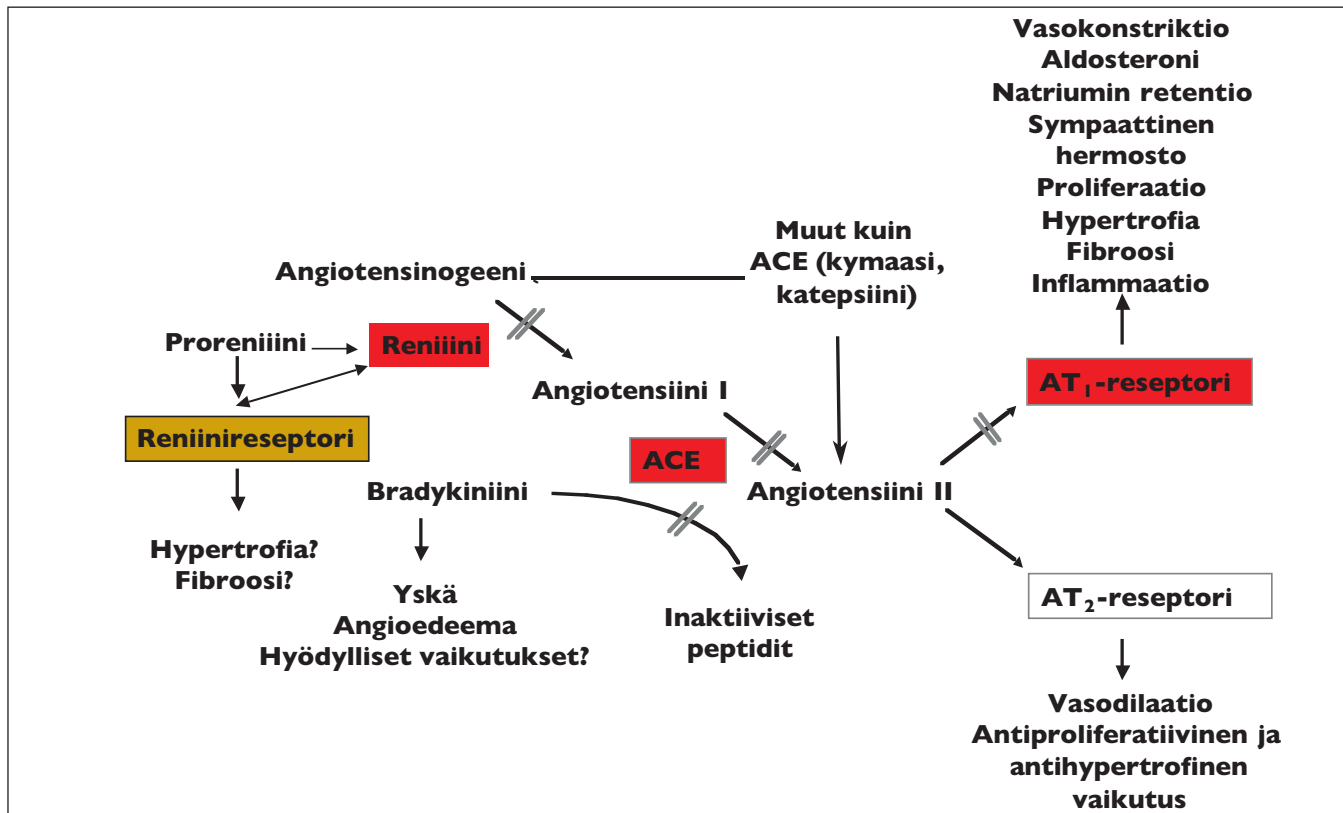 Vasokonstriktio
Aldosteroni
Natriumin retentio
Sympaattinen
hermosto
Proliferaatio
Hypertrofia
Fibroosi
Inflammaatio
Muut kuin
ACE (kymaasi,
katepsiini)
Angiotensinogeeni
Proreniiini
Reniiini
Angiotensiini I
AT₁-reseptori
Reniinireseptori
ACE
Bradykiniini
Angiotensiini II
Hypertrofia?
Fibroosi?
Yskä
Angioedeema
Hyödylliset vaikutukset?
Inaktiiviset
peptidit
AT₂-reseptori
Vasodilaatio
Antiproliferatiivinen ja
antihypertrofinen
vaikutus